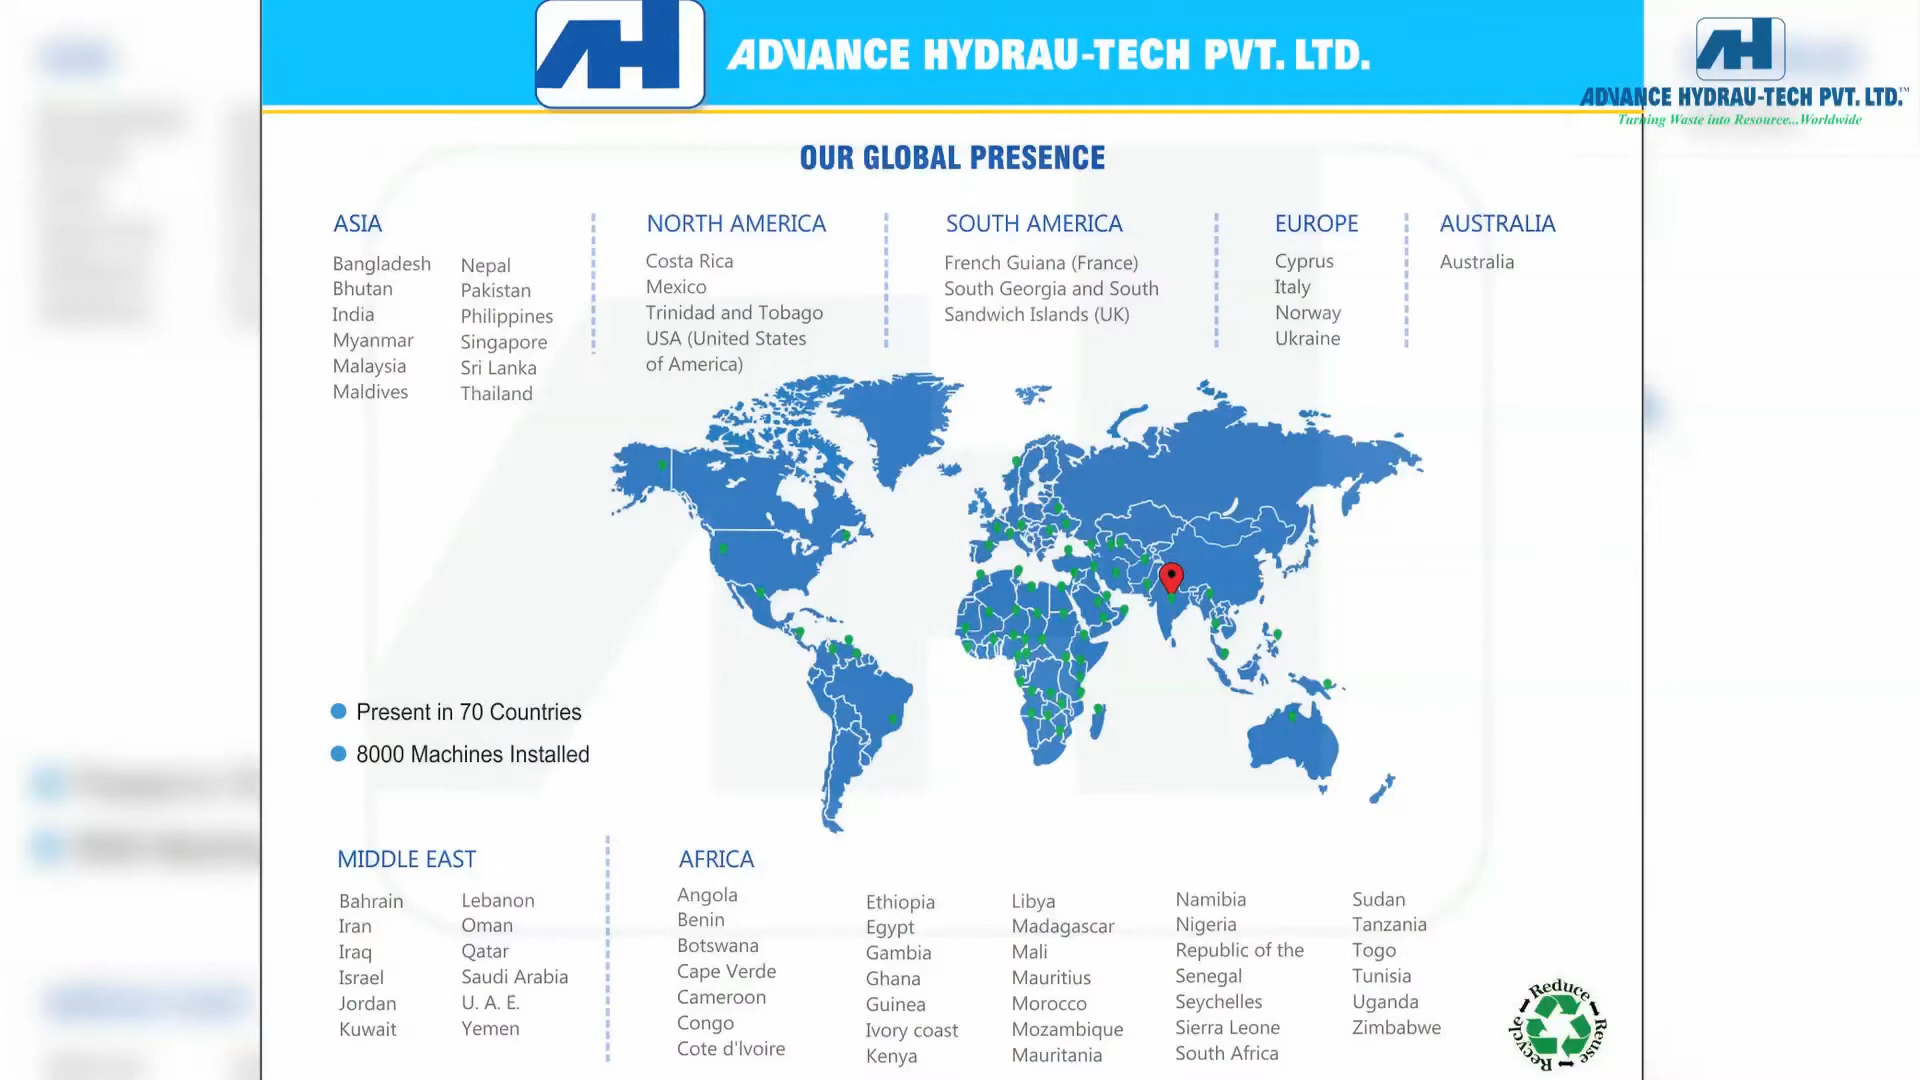 AH
ADVANCE HYDRAU-TECH PVT. LTD.
AH
ADVANCE HYDRAU-TECH PVT. LTD.™
Turning Waste into Resource...Worldwide
OUR GLOBAL PRESENCE
ASIA
Bangladesh
Bhutan
India
Myanmar
Malaysia
Maldives
Nepal
Pakistan
Philippines
Singapore
Sri Lanka
Thailand
NORTH AMERICA
Costa Rica
Mexico
Trinidad and Tobago
USA (United States
of America)
SOUTH AMERICA
French Guiana (France)
South Georgia and South
Sandwich Islands (UK)
EUROPE
Cyprus
Italy
Norway
Ukraine
AUSTRALIA
Australia
Present in 70 Countries
8000 Machines Installed
MIDDLE EAST
Bahrain
Iran
Iraq
Israel
Jordan
Kuwait
Lebanon
Oman
Qatar
Saudi Arabia
U. A. E.
Yemen
AFRICA
Angola
Benin
Botswana
Cape Verde
Cameroon
Congo
Cote d'Ivoire
Ethiopia
Egypt
Gambia
Ghana
Guinea
Ivory coast
Kenya
Libya
Madagascar
Mali
Mauritius
Morocco
Mozambique
Mauritania
Namibia
Nigeria
Republic of the
Senegal
Seychelles
Sierra Leone
South Africa
Sudan
Tanzania
Togo
Tunisia
Uganda
Zimbabwe
Reduce
Reuse
Recycle